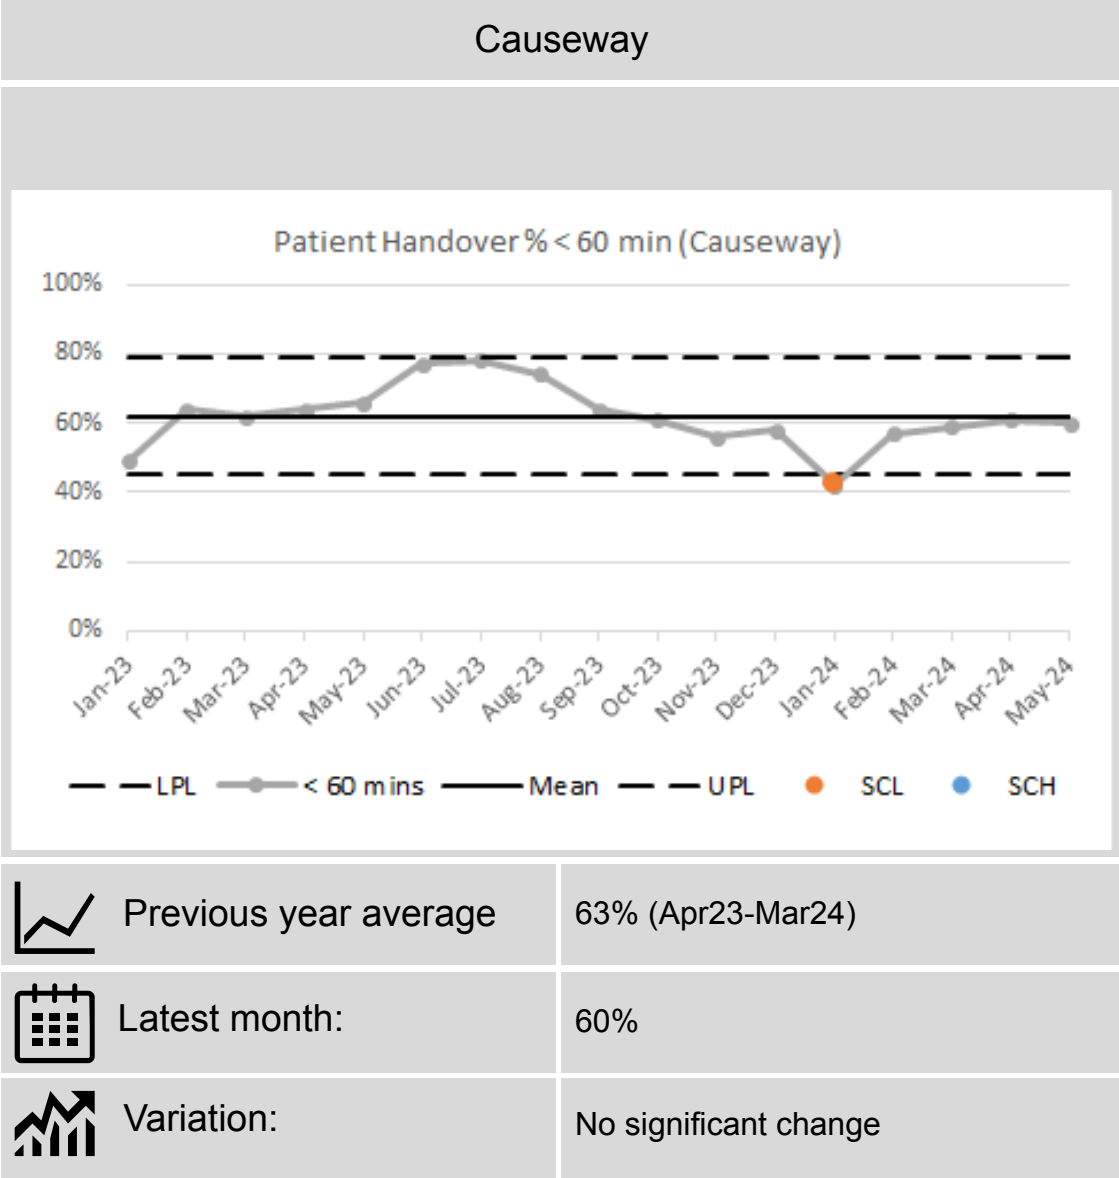 Causeway
Patient Handover % < 60 min (Causeway)
100%
80%
60%
40%
20%
0%
Jan-23
Feb-23
Mar-23
Apr-23
May-23
Jun-23
Jul-23
Aug-23
Sep-23
Oct-23
Nov-23
Dec-23
Jan-24
Feb-24
Mar-24
Apr-24
May-24
LPL < 60 mins Mean UPL SCL SCH
Previous year average 63% (Apr23-Mar24)
Latest month: 60%
Variation: No significant change